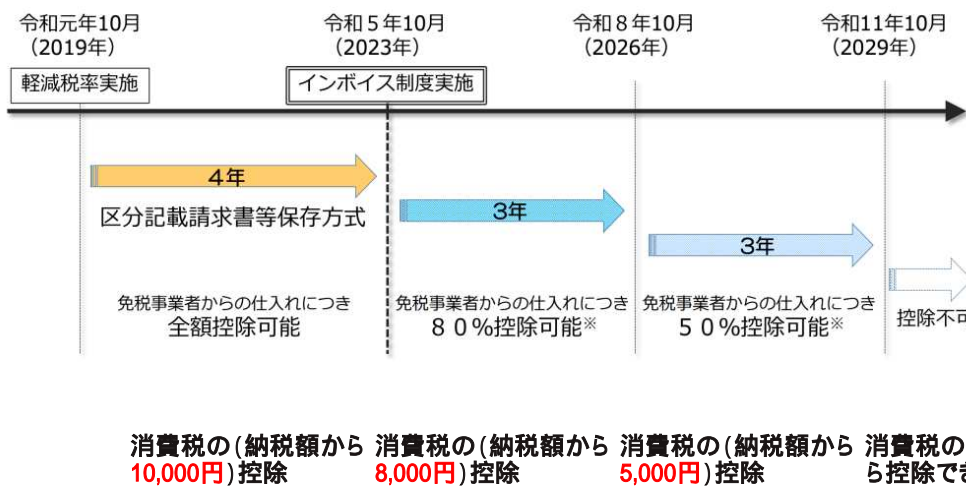 令和元年10月
（2019年）
令和５年10月
（2023年）
令和８年10月
（2026年）
令和11年10月
（2029年）
軽減税率実施
インボイス制度実施
４年
区分記載請求書等保存方式
3年
3年
免税事業者からの仕入れにつき
全額控除可能
免税事業者からの仕入れにつき
８０%控除可能※
免税事業者からの仕入れにつき
５０%控除可能※
控除不可
消費税の(納税額から
10,000円)控除
消費税の(納税額から
8,000円)控除
消費税の(納税額から
5,000円)控除
消費税の
ら控除でき